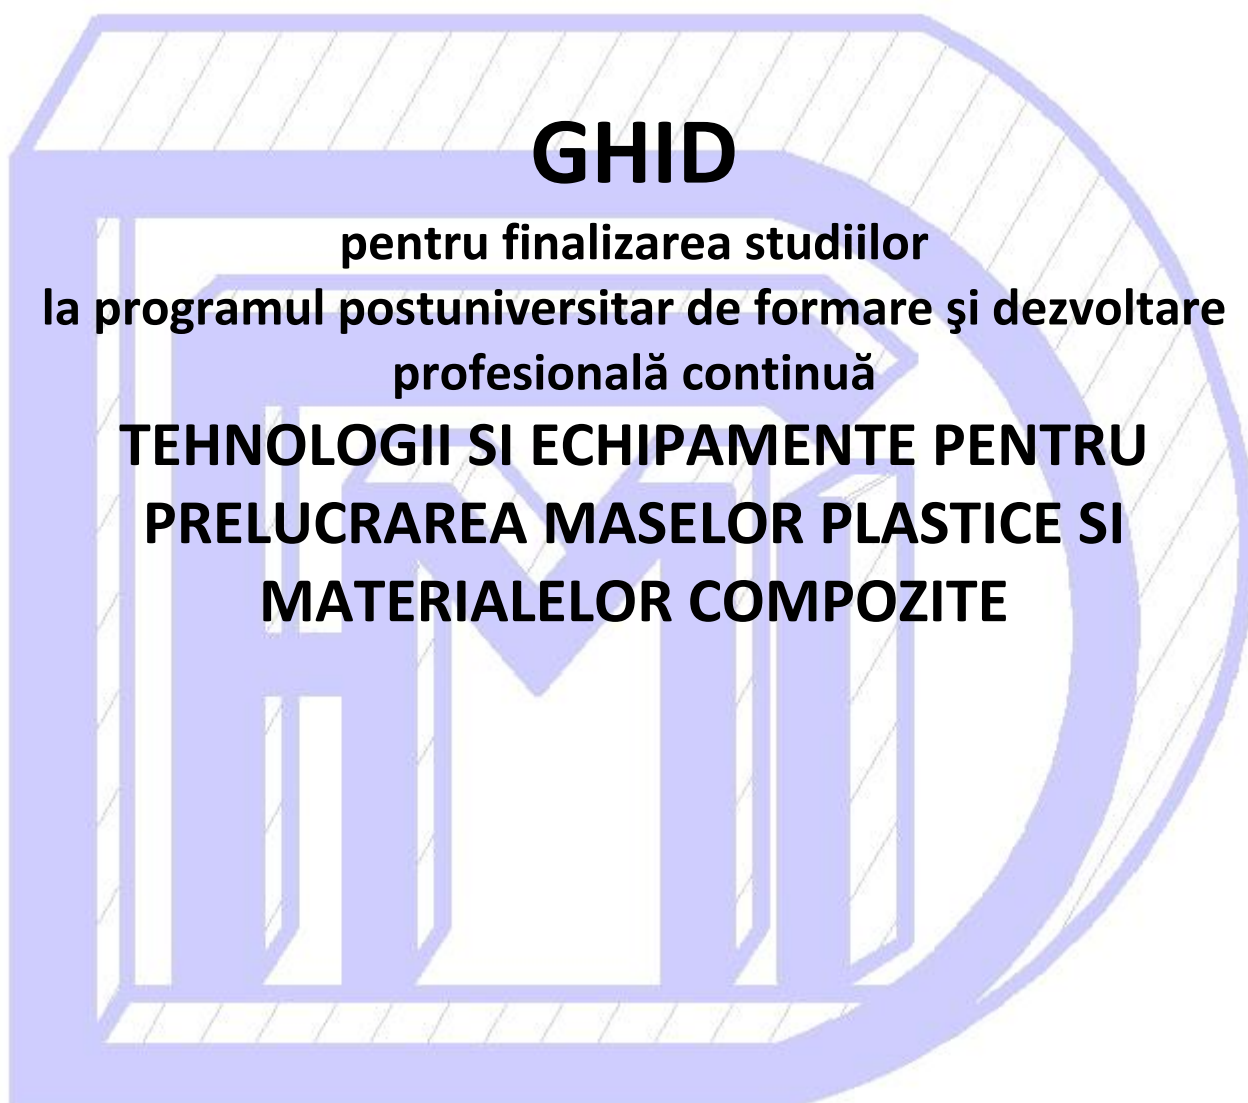 GHID
pentru finalizarea studiilor
la programul postuniversitar de formare şi dezvoltare
profesională continuă
TEHNOLOGII SI ECHIPAMENTE PENTRU
PRELUCRAREA MASELOR PLASTICE SI
MATERIALELOR COMPOZITE